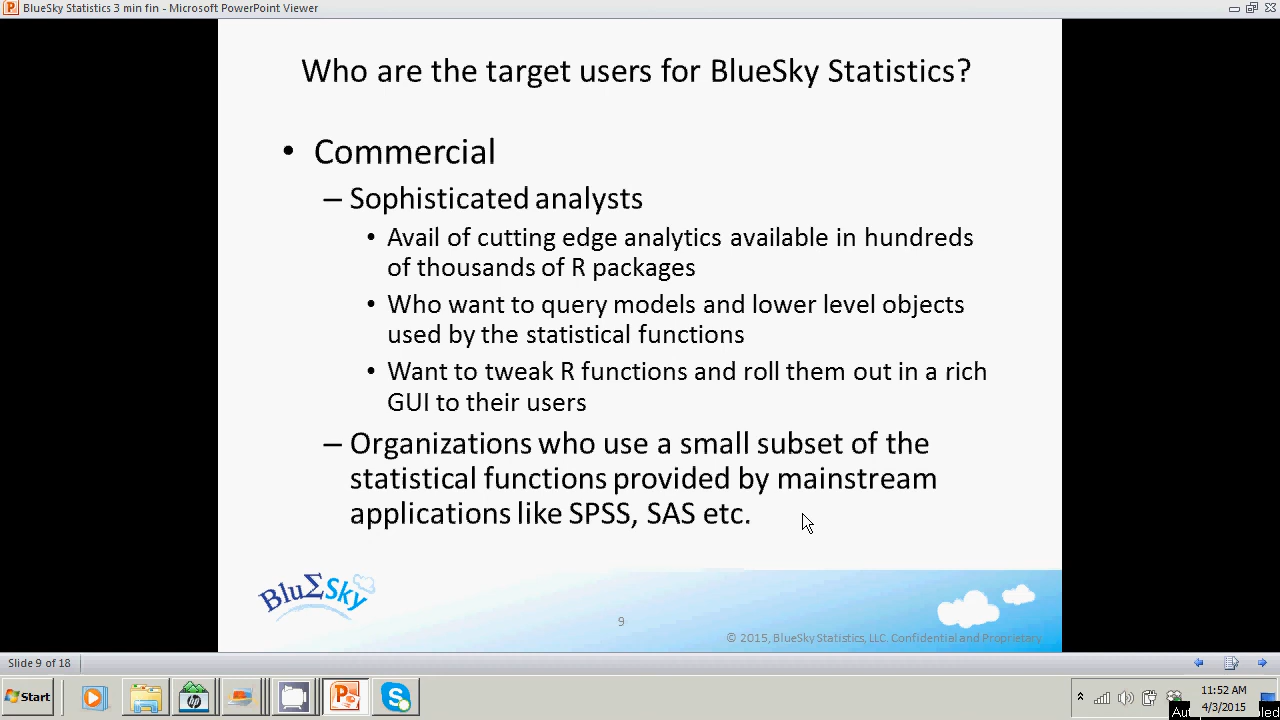 BlueSky Statistics 3 min fin - Microsoft PowerPoint Viewer
Who are the target users for BlueSky Statistics?
• Commercial
– Sophisticated analysts
• Avail of cutting edge analytics available in hundreds
of thousands of R packages
• Who want to query models and lower level objects
used by the statistical functions
• Want to tweak R functions and roll them out in a rich
GUI to their users
– Organizations who use a small subset of the
statistical functions provided by mainstream
applications like SPSS, SAS etc.
BluΣSky
9
© 2015, BlueSky Statistics, LLC. Confidential and Proprietary
Slide 9 of 18
Start
hp
11:52 AM
4/3/2015